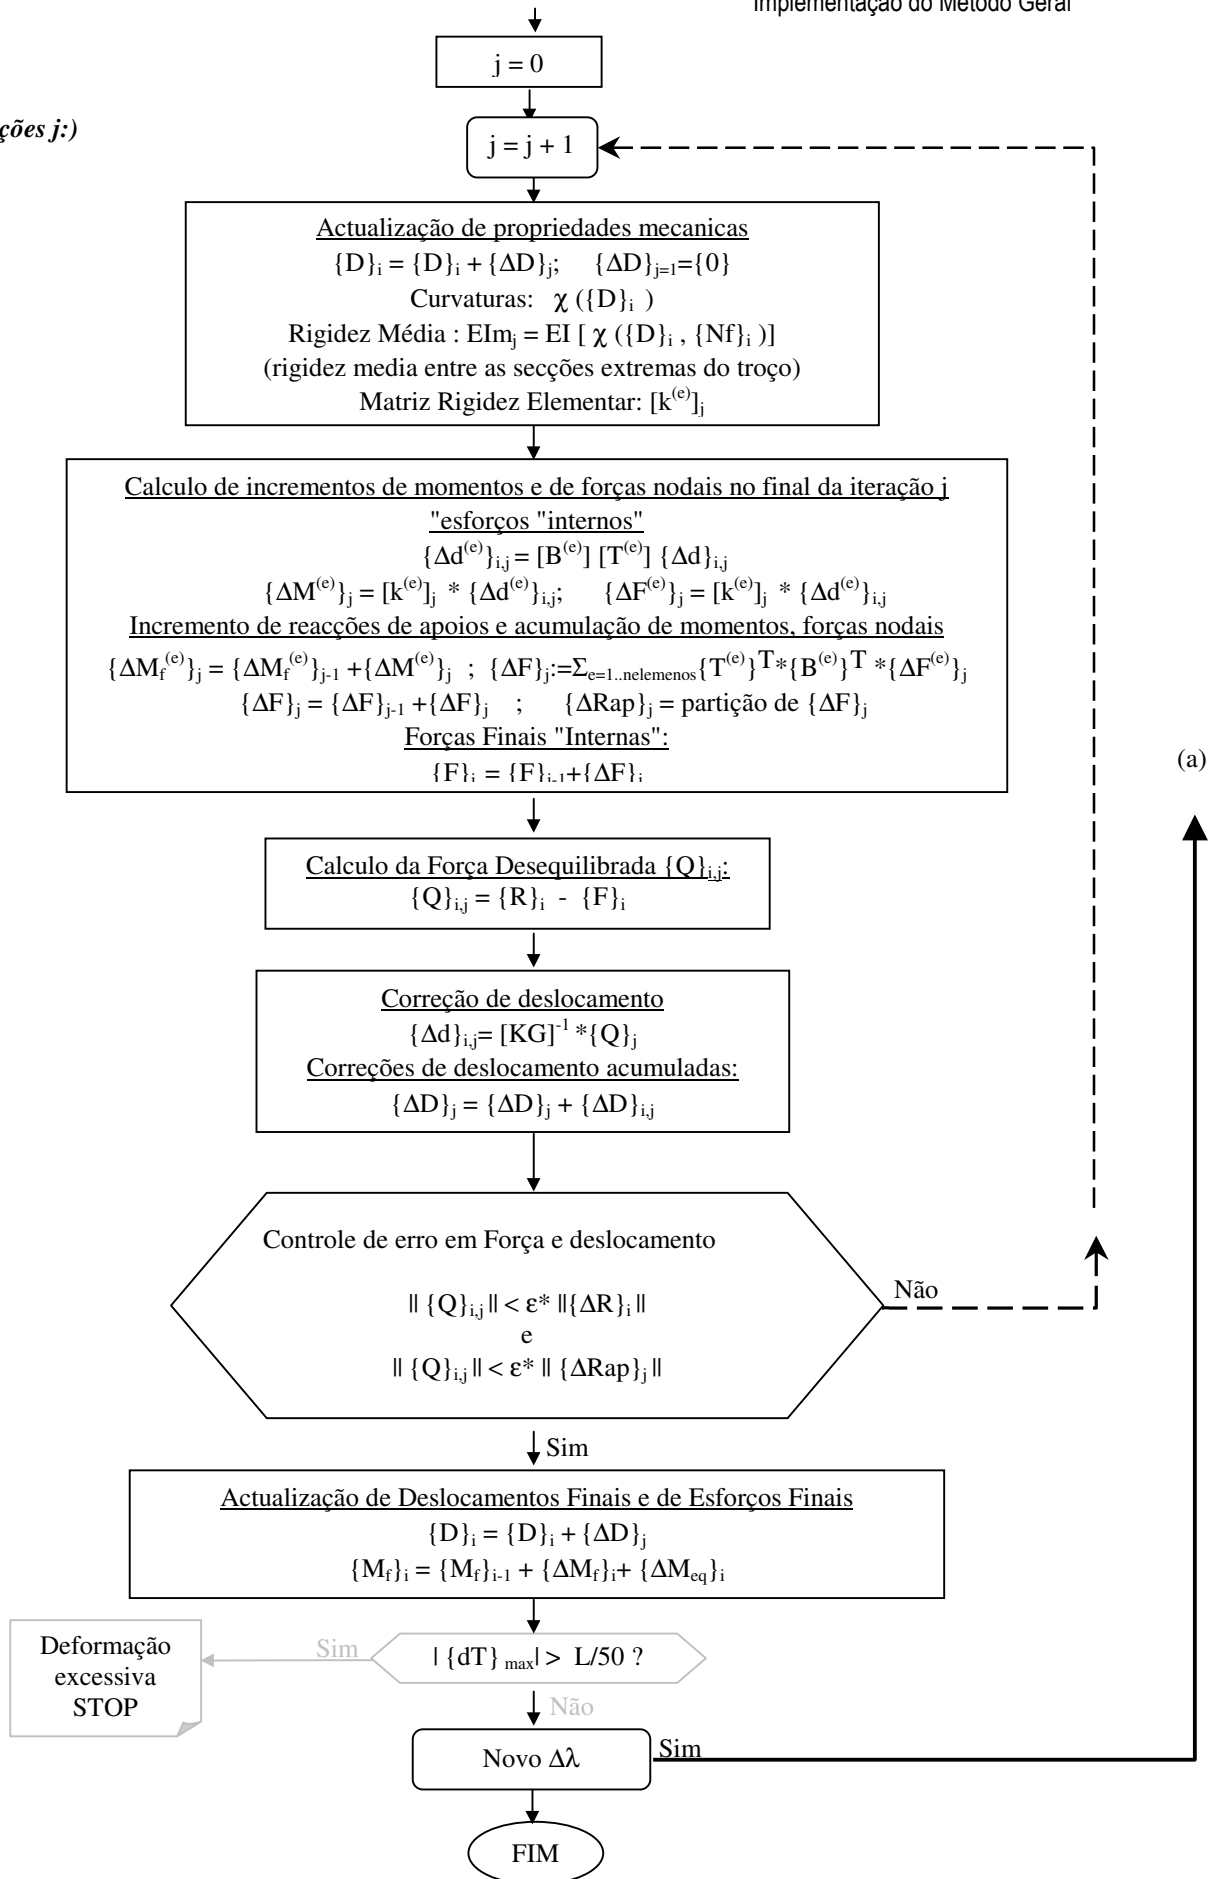 Implementação do Método Geral
j = 0
ções j:)
j = j + 1
Actualização de propriedades mecanicas
{D}i = {D}i + {ΔD}j; {ΔD}j=1={0}
Curvaturas: χ ({D}i )
Rigidez Média : EImj = EI [ χ ({D}i , {Nf}i )]
(rigidez media entre as secções extremas do troço)
Matriz Rigidez Elementar: [k(e)]j
Calculo de incrementos de momentos e de forças nodais no final da iteração j
"esforços "internos"
{Δd(e)}i,j = [B(e)] [T(e)] {Δd}i,j
{ΔM(e)}j = [k(e)]j * {Δd(e)}i,j; {ΔF(e)}j = [k(e)]j * {Δd(e)}i,j
Incremento de reacções de apoios e acumulação de momentos, forças nodais
{ΔMf(e)}j = {ΔMf(e)}j-1 +{ΔM(e)}j ; {ΔF}j:=Σe=1..nelemenos{T(e)}T*{B(e)}T *{ΔF(e)}j
{ΔF}j = {ΔF}j-1 +{ΔF}j ; {ΔRap}j = partição de {ΔF}j
Forças Finais "Internas":
{F}i = {F}i-1+{ΔF}i
(a)
Calculo da Força Desequilibrada {Q}i,j:
{Q}i,j = {R}i - {F}i
Correção de deslocamento
{Δd}i,j= [KG]-1 *{Q}j
Correções de deslocamento acumuladas:
{ΔD}j = {ΔD}j + {ΔD}i,j
Controle de erro em Força e deslocamento
Não
|| {Q}i,j || < ε* ||{ΔR}i ||
e
|| {Q}i,j || < ε* || {ΔRap}j ||
Sim
Actualização de Deslocamentos Finais e de Esforços Finais
{D}i = {D}i + {ΔD}j
{Mf}i = {Mf}i-1 + {ΔMf}i+ {ΔMeq}i
Deformação
excessiva
STOP
Sim
| {dT} max| > L/50 ?
Não
Novo Δλ
Sim
FIM